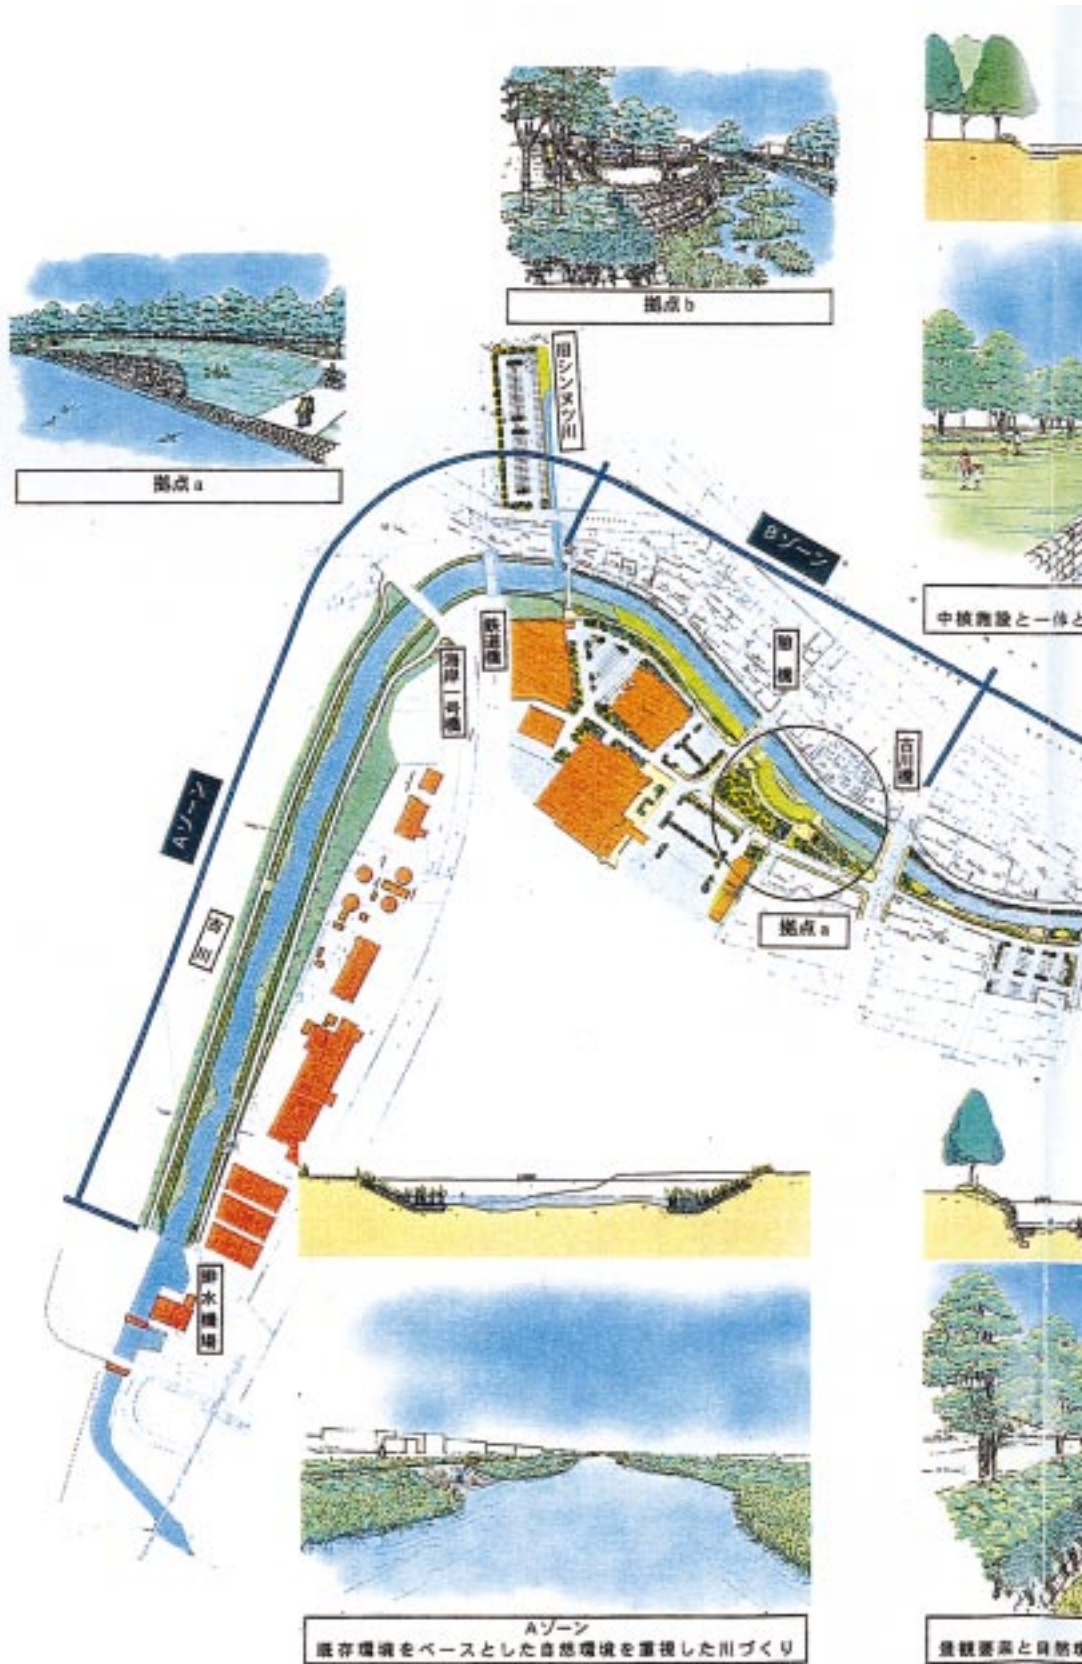 拠点b
拠点a
旧シンヌツ川
Bゾーン
中核施設と一体と
鉄道橋
海岸一号橋
古川橋
Aゾーン
古川
拠点a
排水機場
Aゾーン
既存環境をベースとした自然環境を重視した川づくり
景観要素と自然